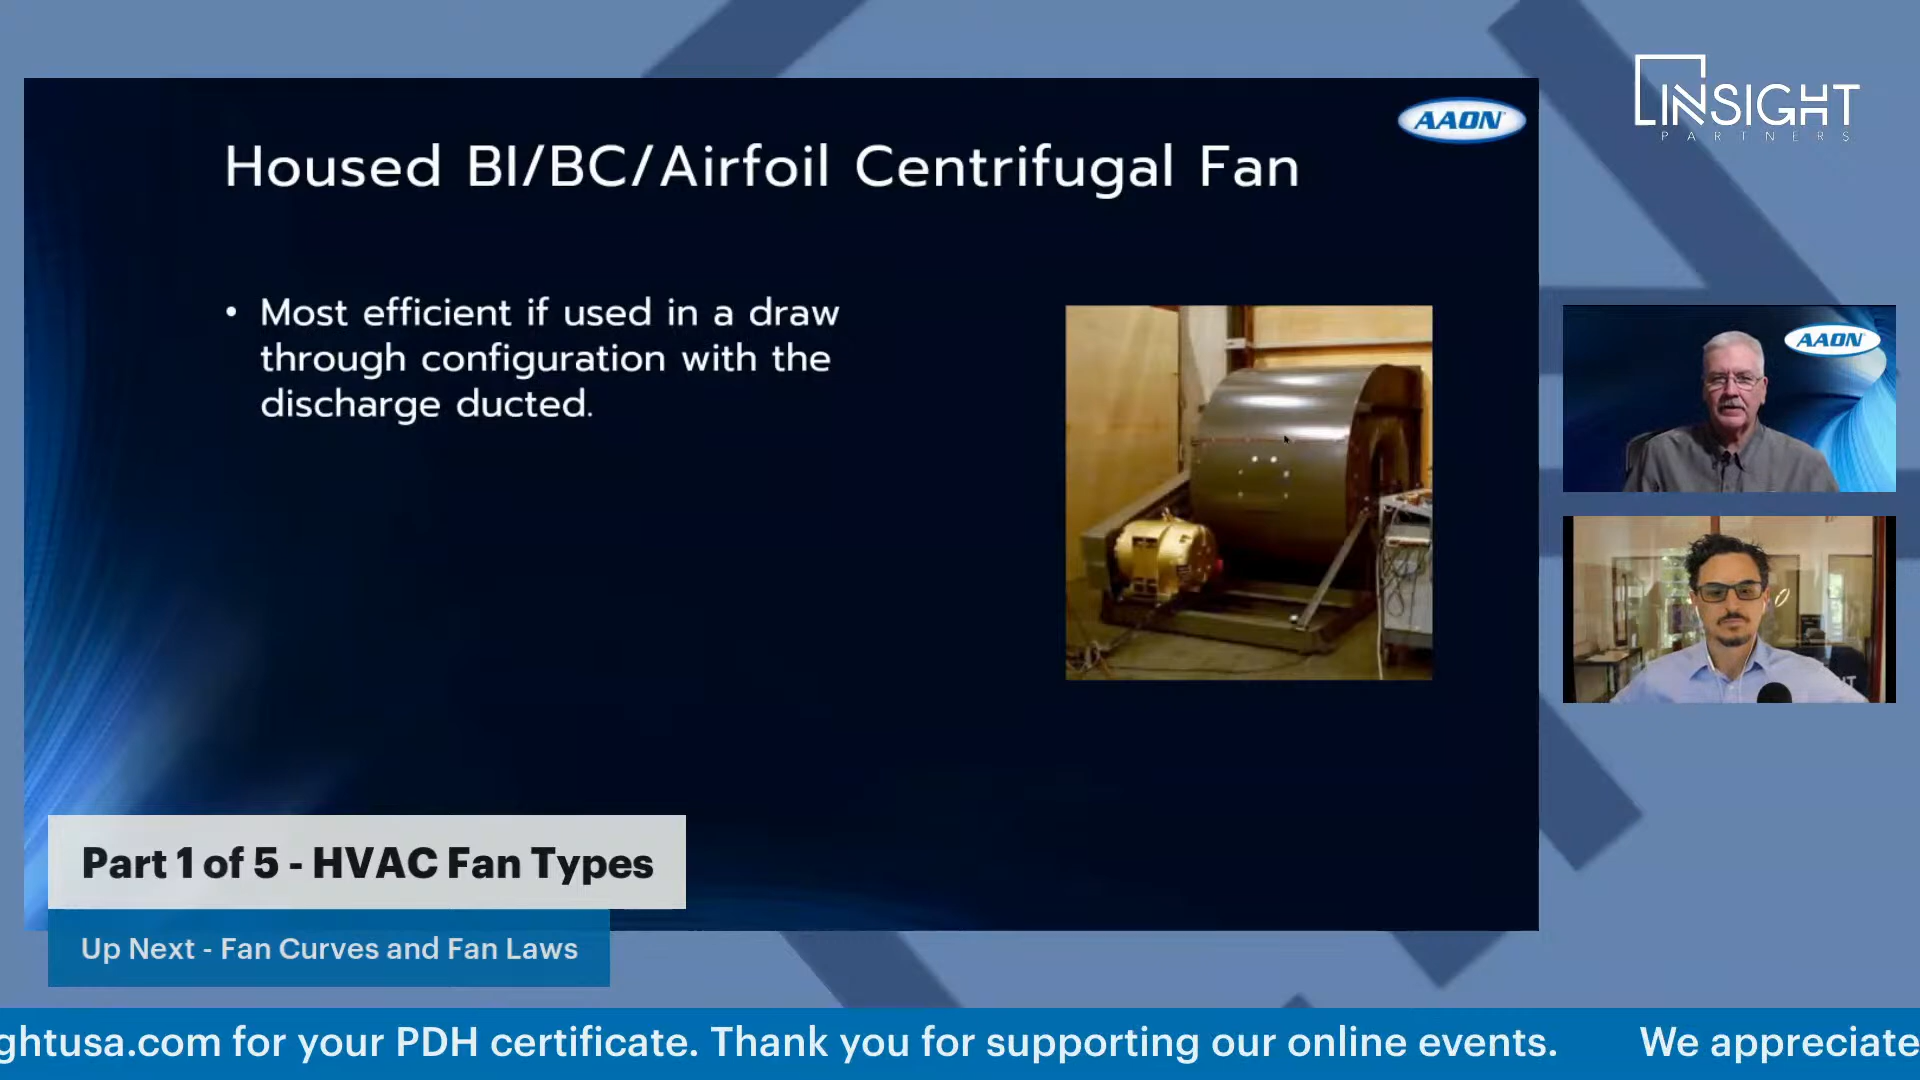 AAON
INSIGHT
PARTNERS
Housed BI/BC/Airfoil Centrifugal Fan
• Most efficient if used in a draw
through configuration with the
discharge ducted.
AAON
Part 1 of 5 - HVAC Fan Types
Up Next - Fan Curves and Fan Laws
ghtusa.com for your PDH certificate. Thank you for supporting our online events. We appreciate